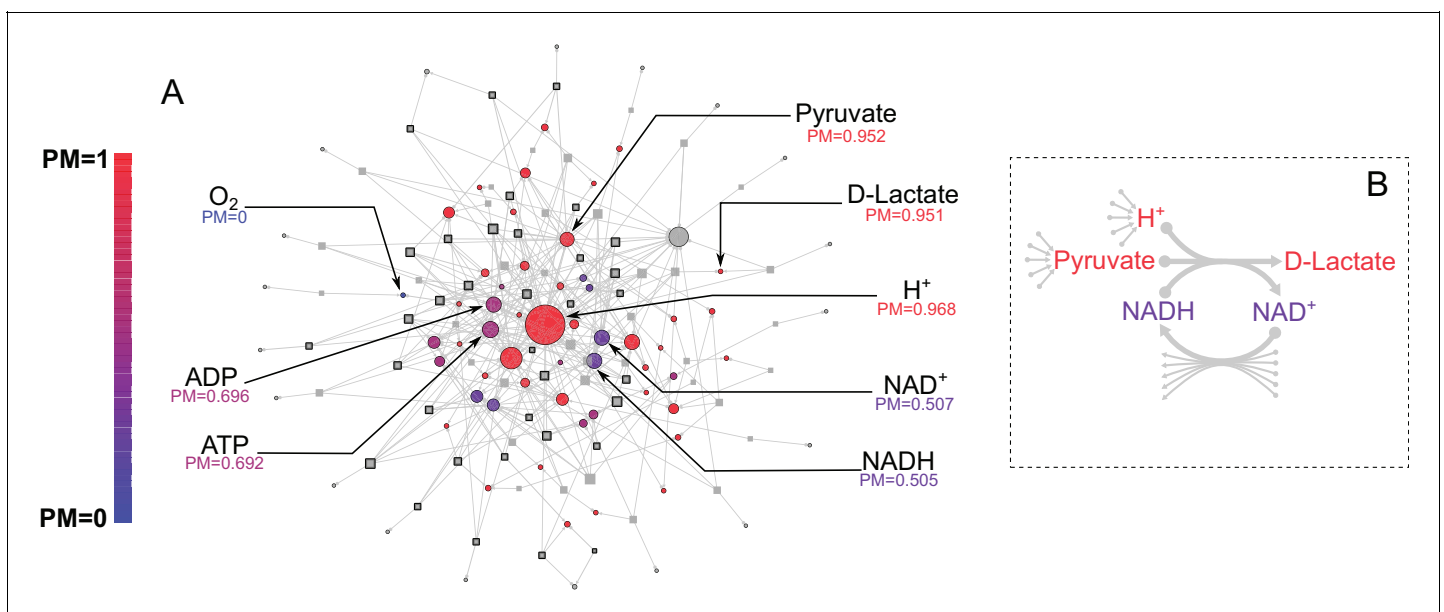 A
PM=1
PM=0
O₂
PM=0
ADP
PM=0.696
ATP
PM=0.692
Pyruvate
PM=0.952
D-Lactate
PM=0.951
H⁺
PM=0.968
NAD⁺
PM=0.507
NADH
PM=0.505
B
H⁺
Pyruvate
D-Lactate
NADH
NAD⁺